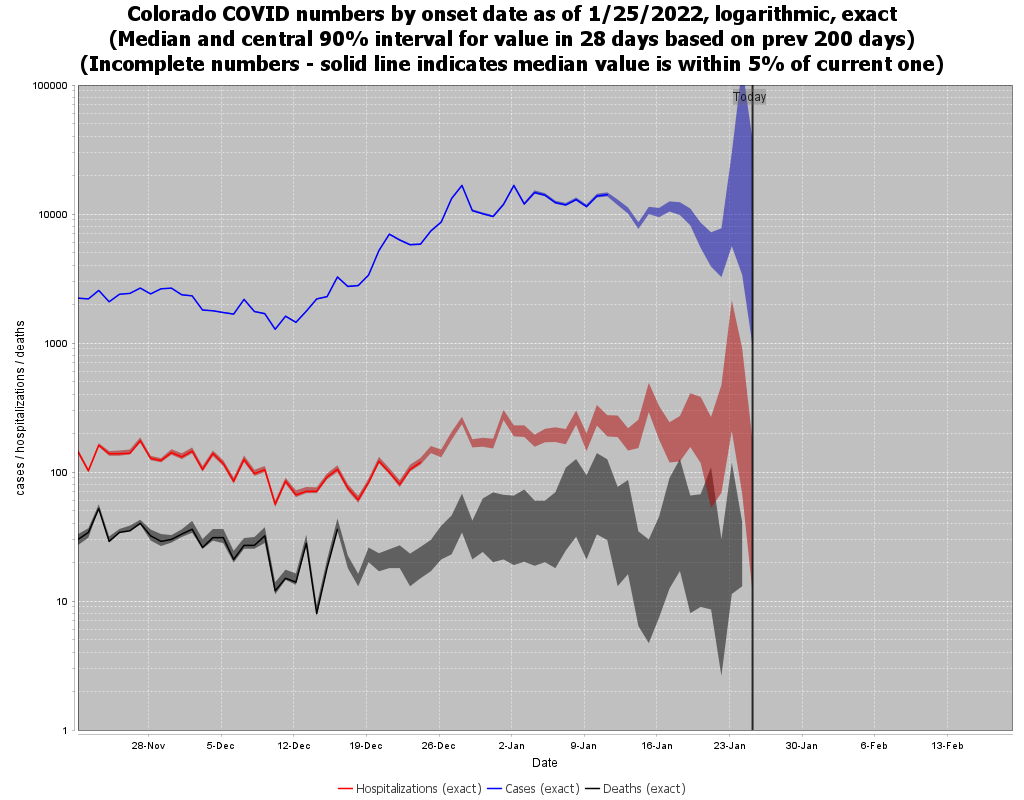 Colorado COVID numbers by onset date as of 1/25/2022, logarithmic, exact
(Median and central 90% interval for value in 28 days based on prev 200 days)
(Incomplete numbers - solid line indicates median value is within 5% of current one)
Today
100000
10000
1000
100
10
1
cases / hospitalizations / deaths
28-Nov 5-Dec 12-Dec 19-Dec 26-Dec 2-Jan 9-Jan 16-Jan 23-Jan 30-Jan 6-Feb 13-Feb
Date
Hospitalizations (exact) Cases (exact) Deaths (exact)